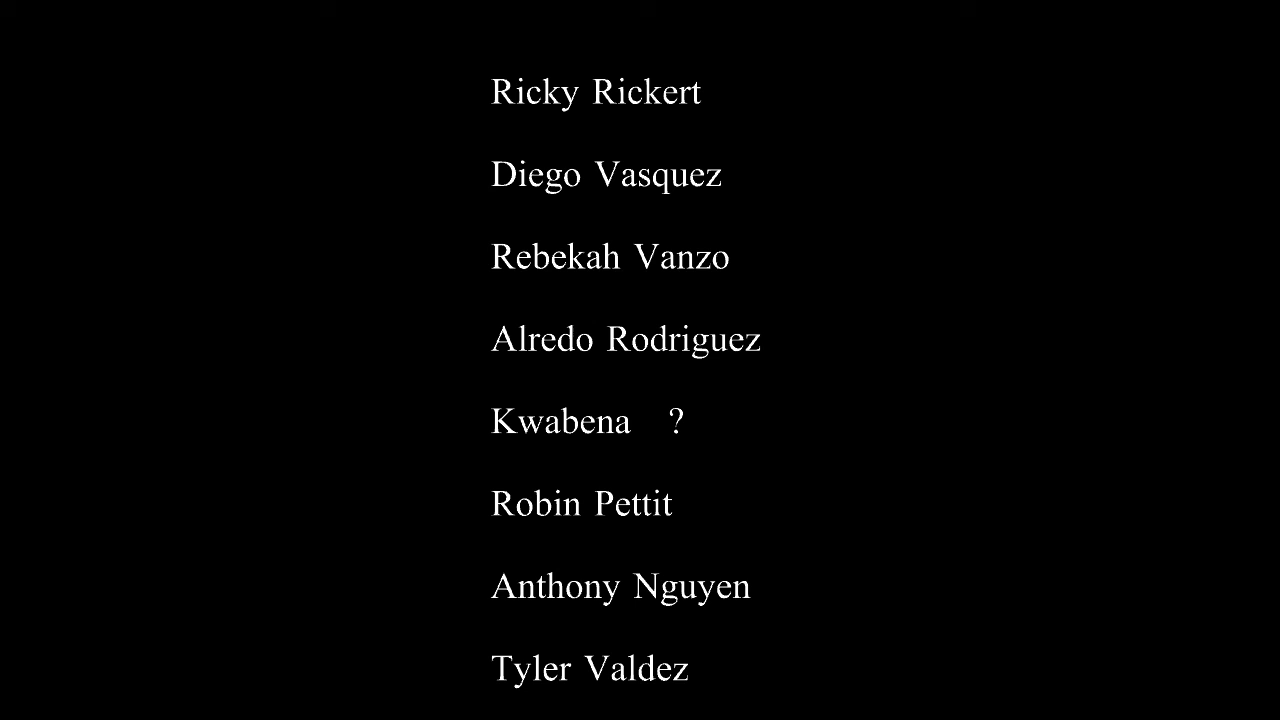 Ricky Rickert
Diego Vasquez
Rebekah Vanzo
Alredo Rodriguez
Kwabena ?
Robin Pettit
Anthony Nguyen
Tyler Valdez